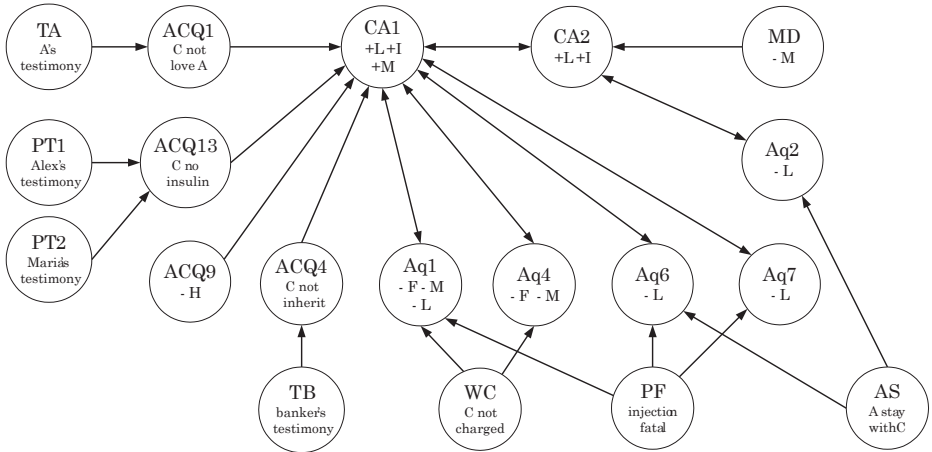 TA
A's
testimony
ACQ1
C not
love A
CA1
+L+I
+M
CA2
+L+I
MD
- M
PT1
Alex's
testimony
ACQ13
C no
insulin
Aq2
- L
PT2
Maria's
testimony
ACQ9
- H
ACQ4
C not
inherit
Aq1
- F - M
- L
Aq4
- F - M
Aq6
- L
Aq7
- L
TB
banker's
testimony
WC
C not
charged
PF
injection
fatal
AS
A stay
with C